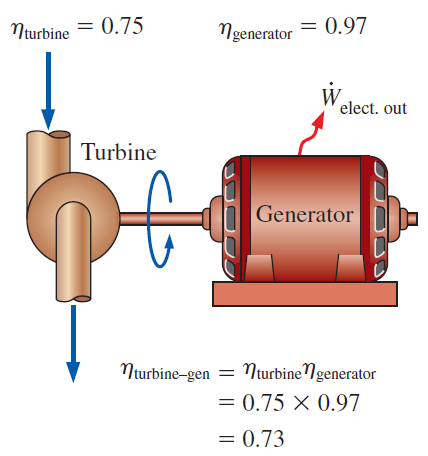 ηturbine = 0.75
ηgenerator = 0.97
Ẇelect. out
Turbine
Generator
ηturbine–gen = ηturbineηgenerator
= 0.75 × 0.97
= 0.73